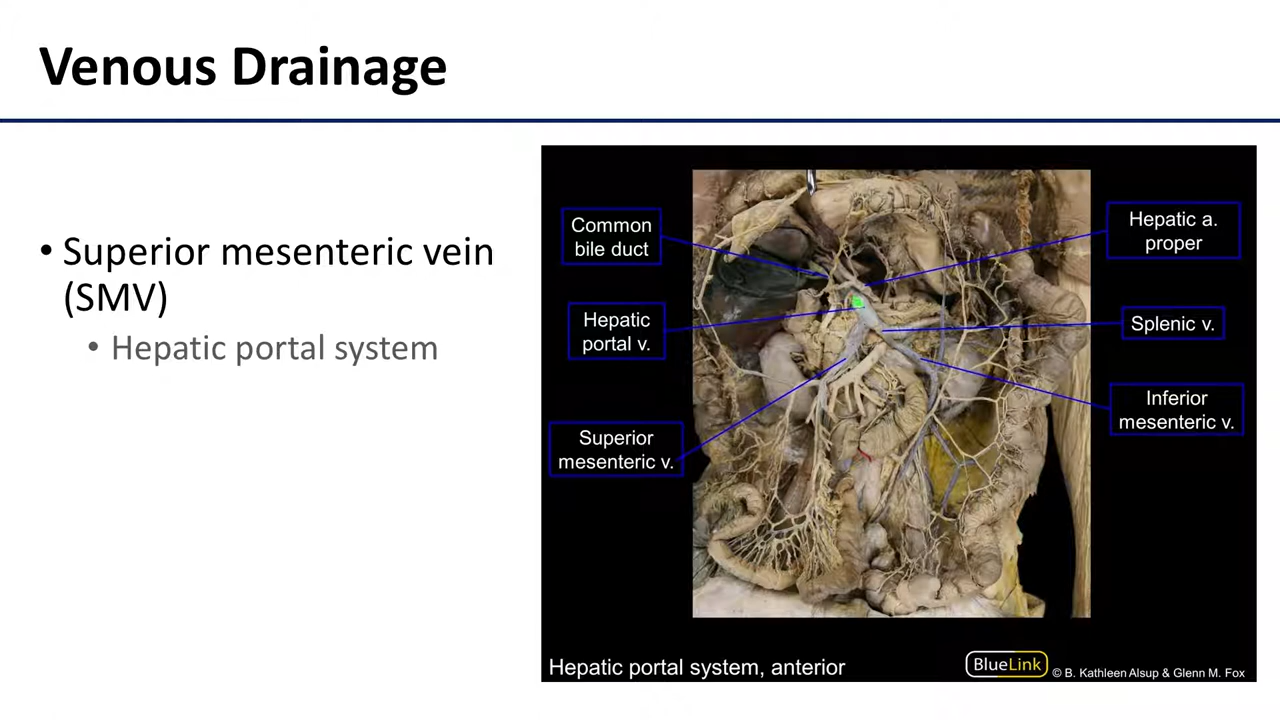 Venous Drainage
• Superior mesenteric vein
(SMV)
• Hepatic portal system
Common
bile duct
Hepatic
portal v.
Superior
mesenteric v.
Hepatic a.
proper
Splenic v.
Inferior
mesenteric v.
Hepatic portal system, anterior
BlueLink
© B. Kathleen Alsup & Glenn M. Fox